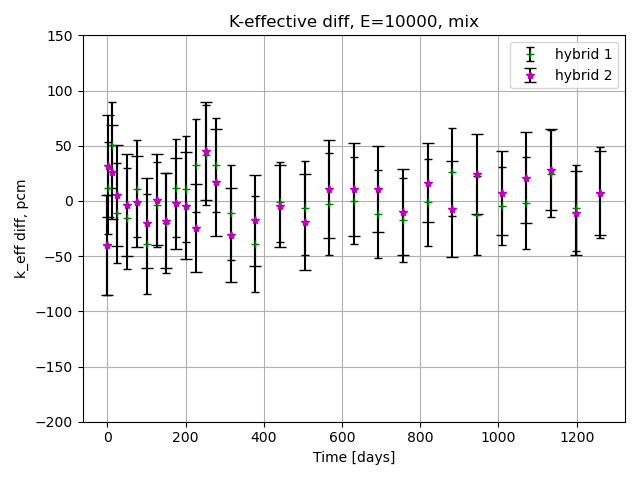 K-effective diff, E=10000, mix
hybrid 1
hybrid 2
k_eff diff, pcm
150
100
50
0
−50
−100
−150
−200
0 200 400 600 800 1000 1200
Time [days]